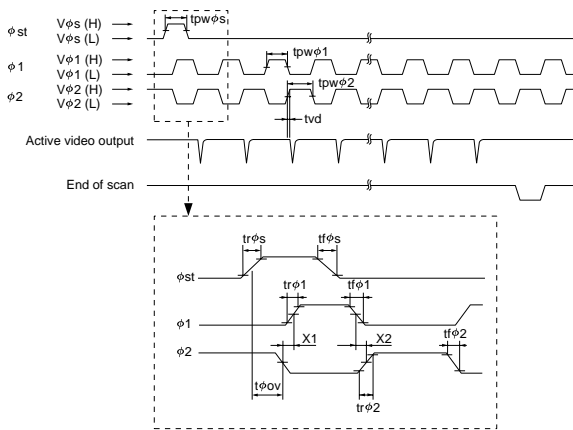 tpwϕs
ϕst Vϕs (H)
Vϕs (L)
tpwϕ1
ϕ1 Vϕ1 (H)
Vϕ1 (L)
tpwϕ2
ϕ2 Vϕ2 (H)
Vϕ2 (L)
tvd
Active video output
End of scan
trϕs tfϕs
ϕst
trϕ1 tfϕ1
ϕ1
X1 X2 tfϕ2
ϕ2
tϕov
trϕ2